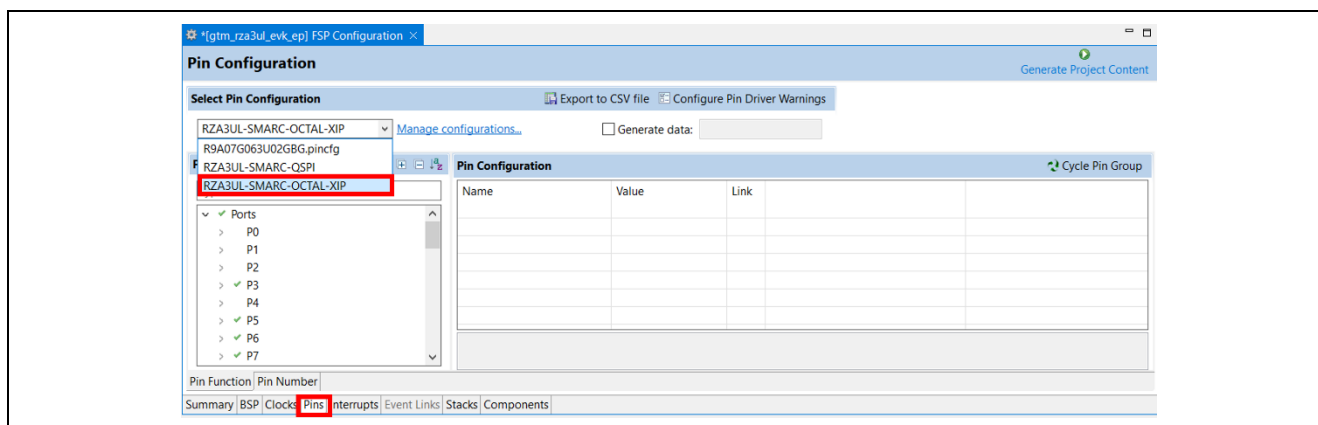 *[gtm_rza3ul_evk_ep] FSP Configuration
Pin Configuration
Generate Project Content
Select Pin Configuration
Export to CSV file
Configure Pin Driver Warnings
RZA3UL-SMARC-OCTAL-XIP
Manage configurations...
Generate data:
R9A07G063U02GBG.pincfg
RZA3UL-SMARC-QSPI
RZA3UL-SMARC-OCTAL-XIP
Pin Configuration
Cycle Pin Group
Name Value Link
Ports
P0
P1
P2
P3
P4
P5
P6
P7
Pin Function Pin Number
Summary BSP Clocks Pins Interrupts Event Links Stacks Components